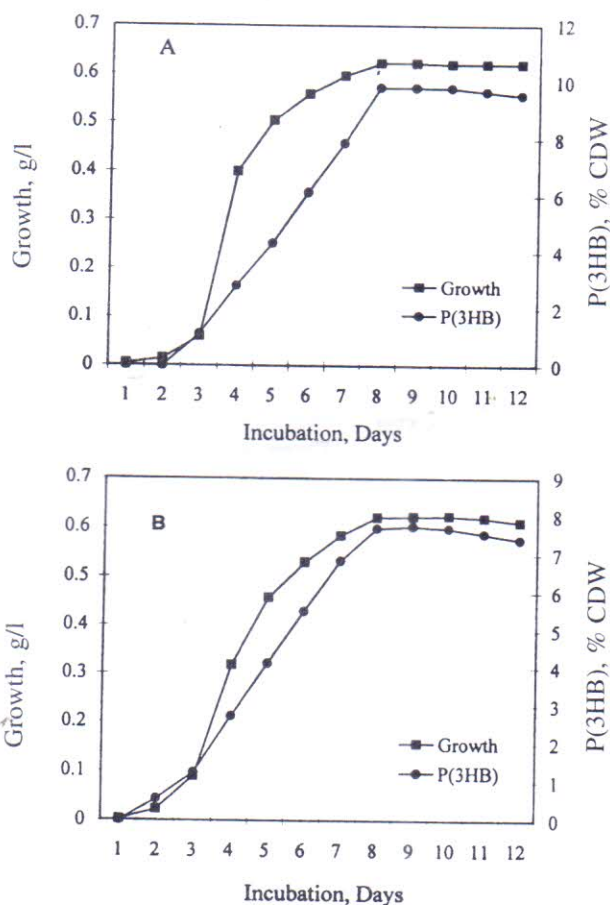 A
0.7
0.6
0.5
0.4
0.3
0.2
0.1
0
Growth, g/l
12
10
8
6
4
2
0
P(3HB), % CDW
Growth
P(3HB)
1 2 3 4 5 6 7 8 9 10 11 12
Incubation, Days
B
0.7
0.6
0.5
0.4
0.3
0.2
0.1
0
Growth, g/l
9
8
7
6
5
4
3
2
1
0
P(3HB), % CDW
Growth
P(3HB)
1 2 3 4 5 6 7 8 9 10 11 12
Incubation, Days